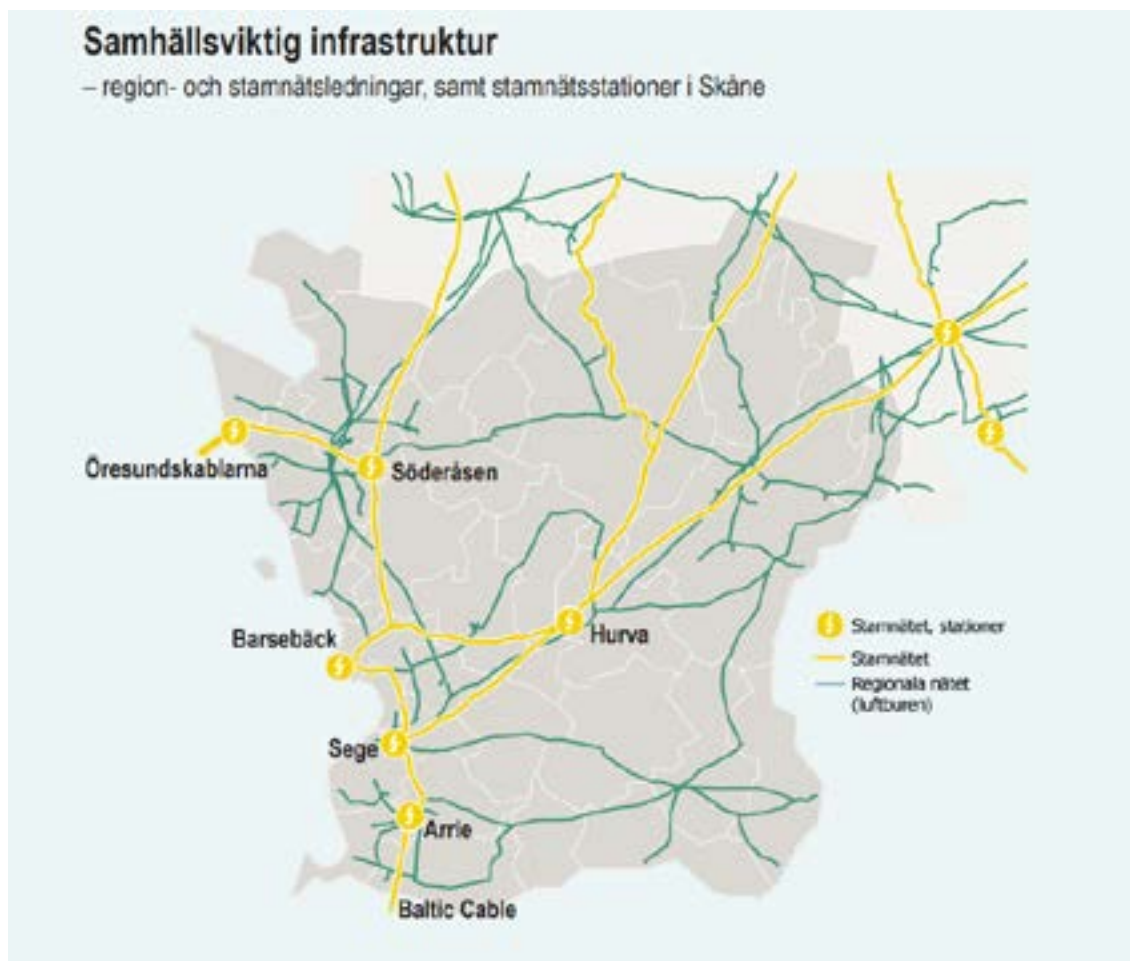 Samhällsviktig infrastruktur
– region- och stamnätsledningar, samt stamnätsstationer i Skåne
Öresundskablarna
Söderåsen
Barsebäck
Hurva
Sege
Arrie
Baltic Cable
Stamnätet, stationer
Stamnätet
Regionala nätet
(luftburen)